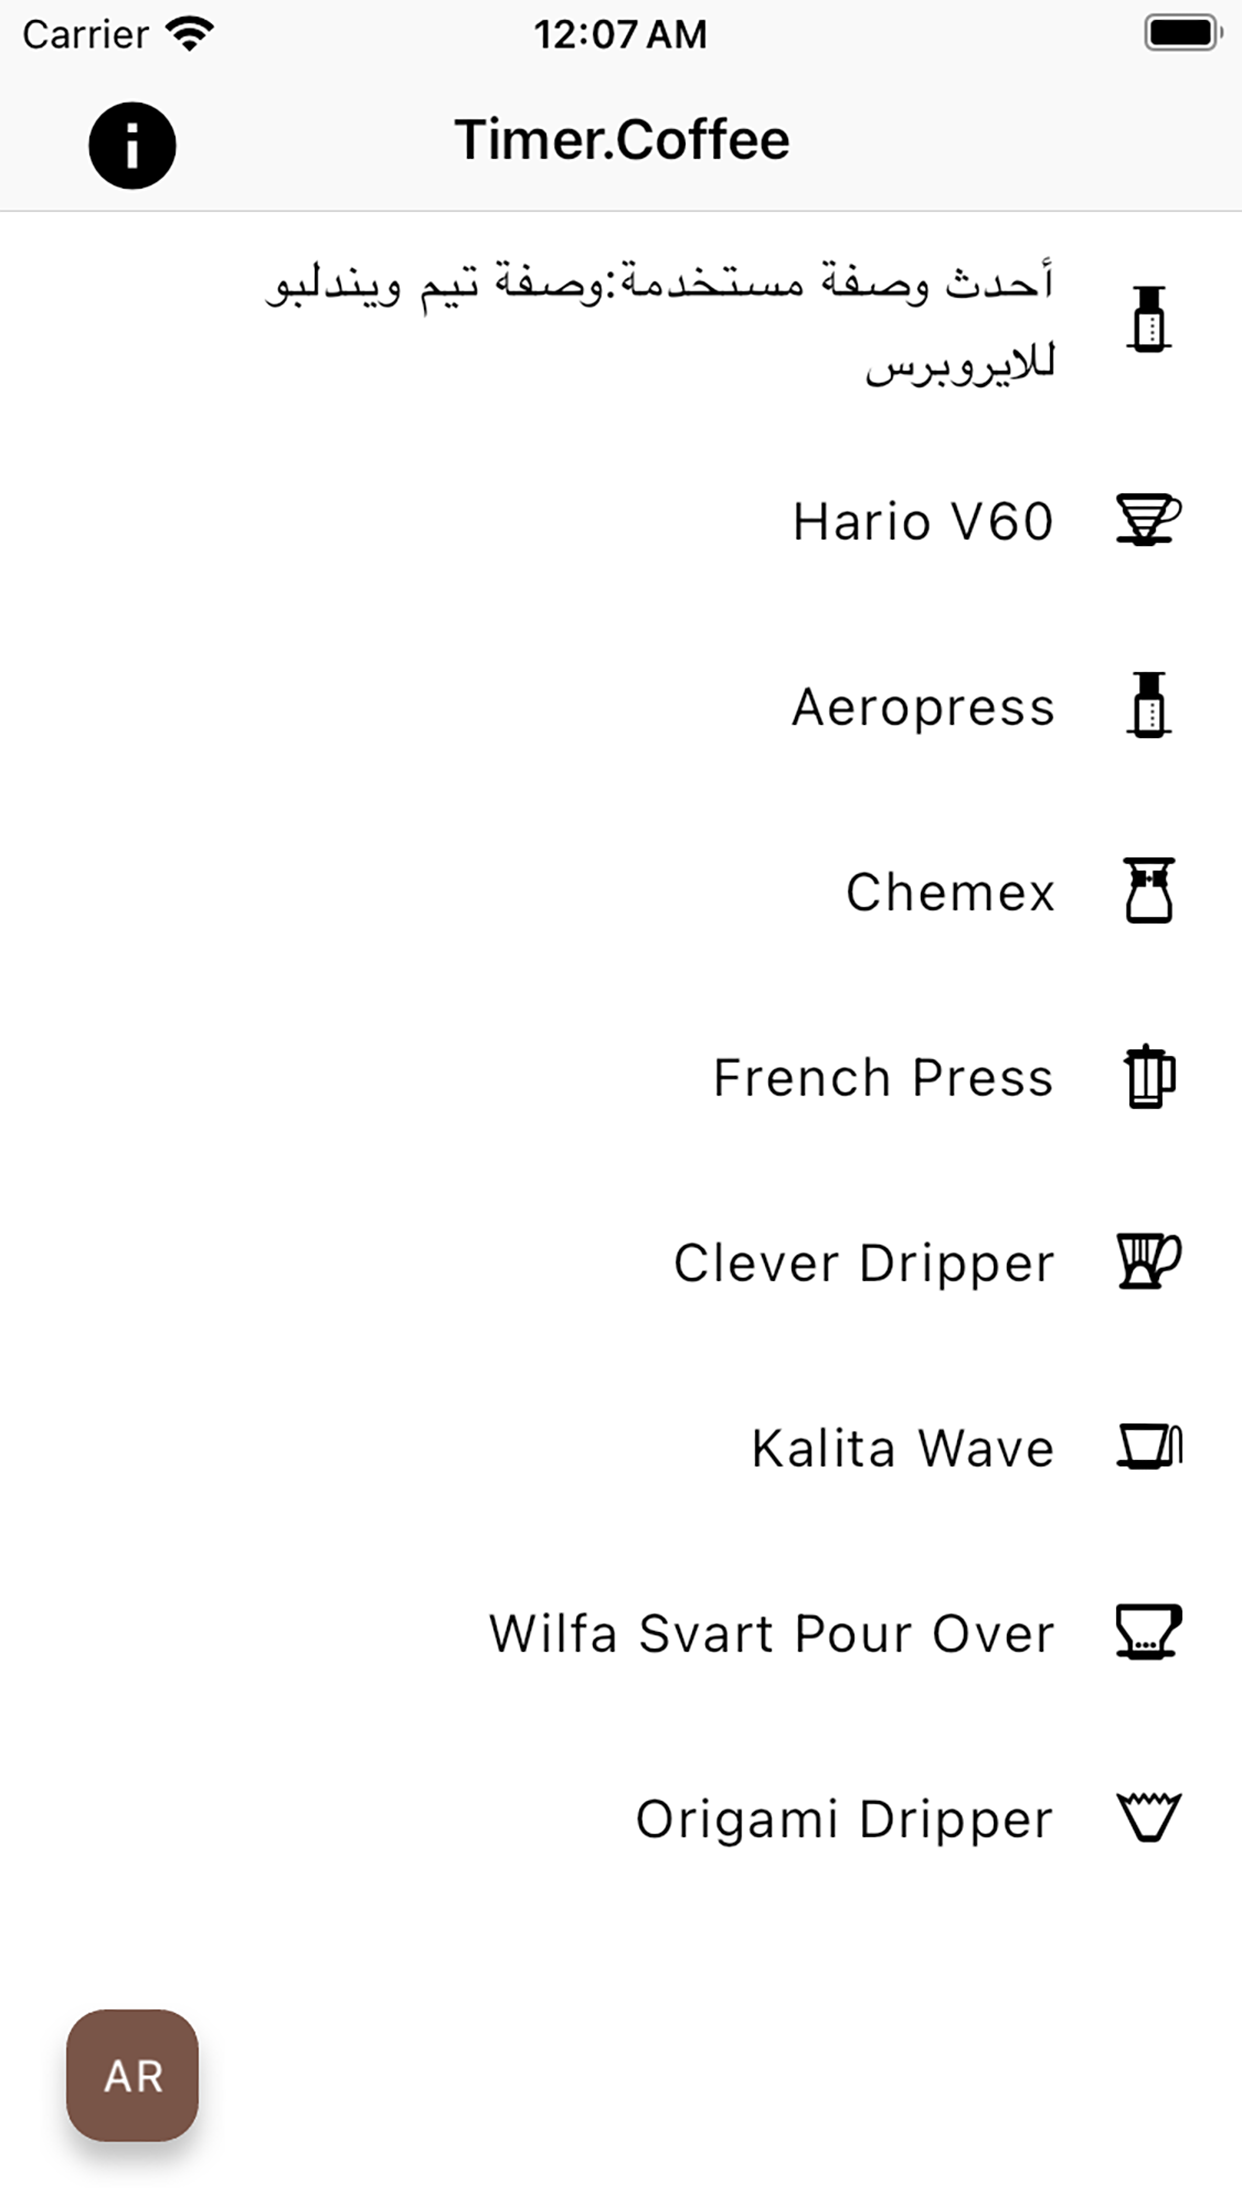 Carrier 12:07 AM
Timer.Coffee
أحدث وصفة مستخدمة:وصفة تيم ويندلبو
للايروبرس
Hario V60
Aeropress
Chemex
French Press
Clever Dripper
Kalita Wave
Wilfa Svart Pour Over
Origami Dripper
AR